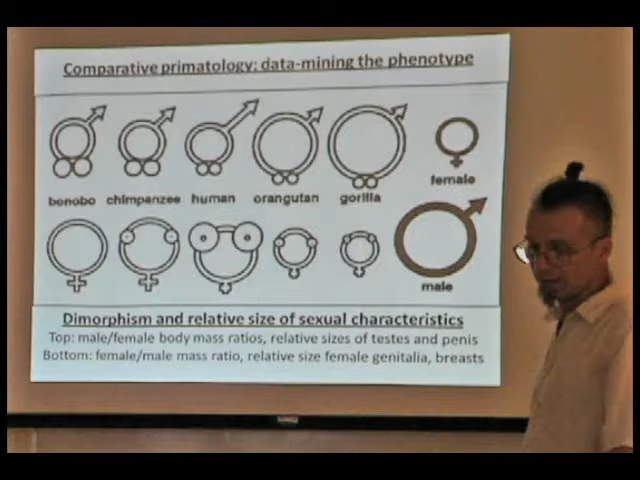 Comparative primatology: data-mining the phenotype
bonobo chimpanzee human orangutan gorilla
female
male
Dimorphism and relative size of sexual characteristics
Top: male/female body mass ratios, relative sizes of testes and penis
Bottom: female/male mass ratio, relative size female genitalia, breasts